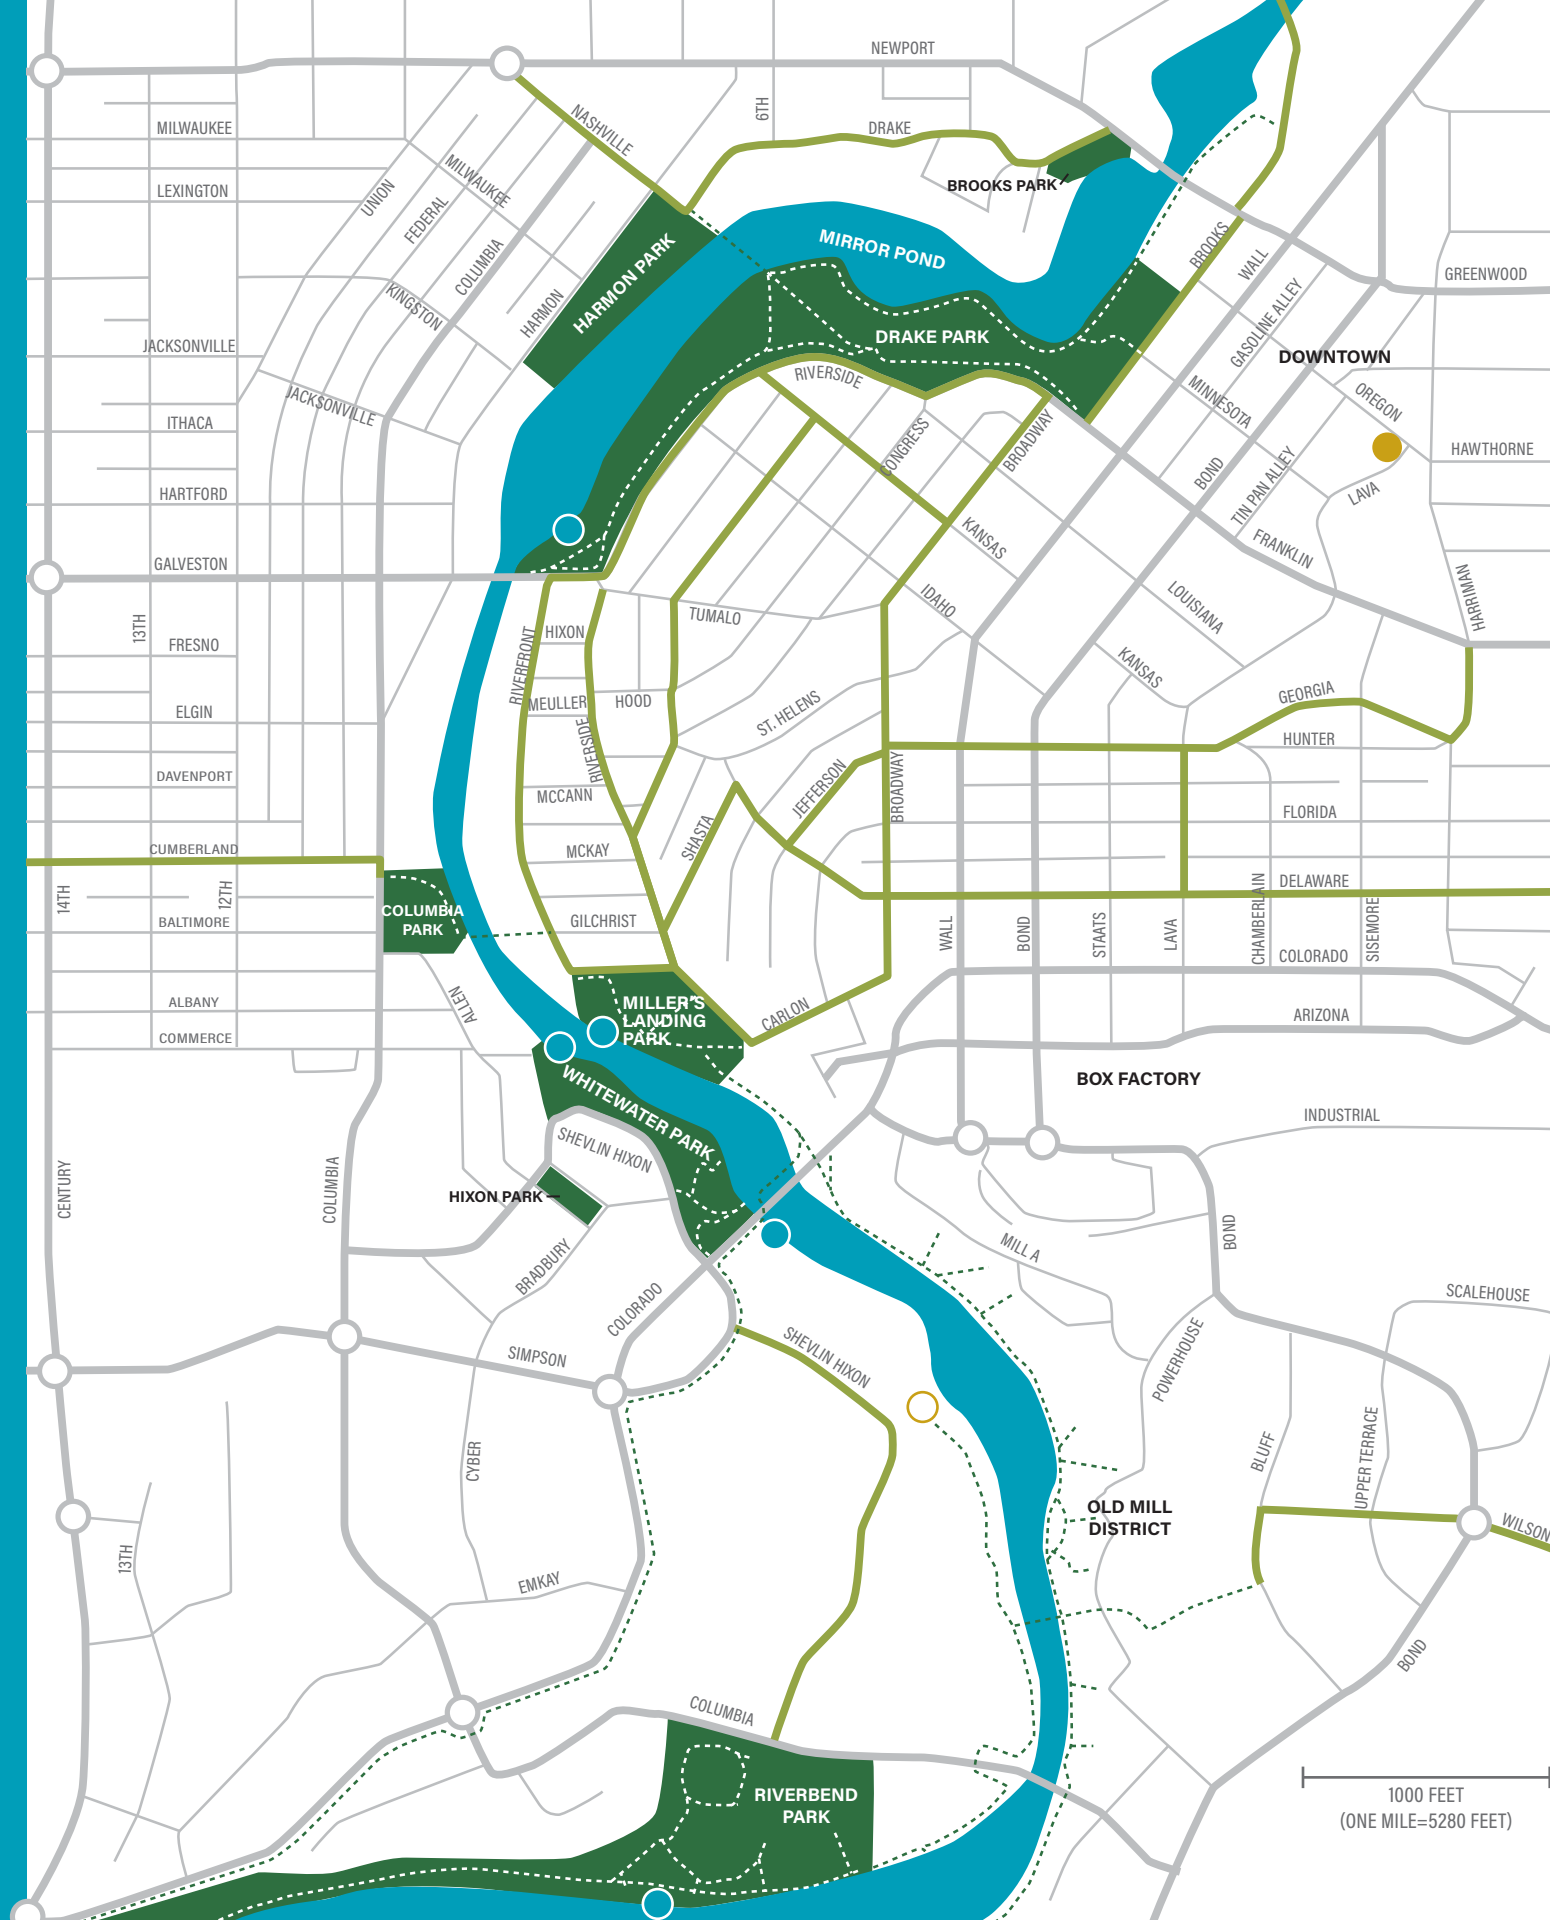 NEWPORT
6TH
NASHVILLE
DRAKE
MILWAUKEE
MILWAUKEE
BROOKS PARK
LEXINGTON
UNION
FEDERAL
COLUMBIA
HARMON PARK
MIRROR POND
BROOKS
WALL
GREENWOOD
KINGSTON
HARMON
GASOLINE ALLEY
DRAKE PARK
JACKSONVILLE
DOWNTOWN
RIVERSIDE
JACKSONVILLE
MINNESOTA
OREGON
ITHACA
CONGRESS
BROADWAY
HAWTHORNE
BOND
TIN PAN ALLEY
LAVA
HARTFORD
KANSAS
FRANKLIN
GALVESTON
IDAHO
LOUISIANA
HARRIMAN
13TH
TUMALO
HIXON
FRESNO
RIVERFRONT
KANSAS
MEULLER
HOOD
ST. HELENS
GEORGIA
ELGIN
RIVERSIDE
HUNTER
DAVENPORT
JEFFERSON
BROADWAY
MCCANN
FLORIDA
SHASTA
CUMBERLAND
MCKAY
DELAWARE
14TH
12TH
COLUMBIA
PARK
BALTIMORE
GILCHRIST
WALL
BOND
STAATS
LAVA
CHAMBERLAIN
SISEMORE
COLORADO
ALBANY
ALLEN
MILLER'S
LANDING
PARK
CARLON
ARIZONA
COMMERCE
BOX FACTORY
WHITEWATER PARK
INDUSTRIAL
SHEVLIN HIXON
CENTURY
COLUMBIA
HIXON PARK
BOND
MILL A
BRADBURY
SCALEHOUSE
COLORADO
SIMPSON
SHEVLIN HIXON
POWERHOUSE
CYBER
BLUFF
UPPER TERRACE
OLD MILL
DISTRICT
WILSON
13TH
EMKAY
BOND
COLUMBIA
RIVERBEND
PARK
1000 FEET
(ONE MILE=5280 FEET)